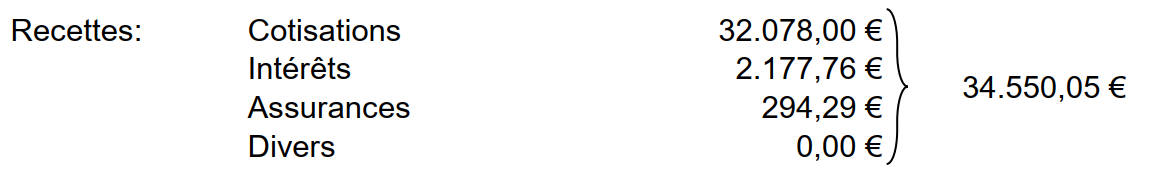 Recettes: Cotisations 32.078,00 €
Intérêts 2.177,76 €
34.550,05 €
Assurances 294,29 €
Divers 0,00 €